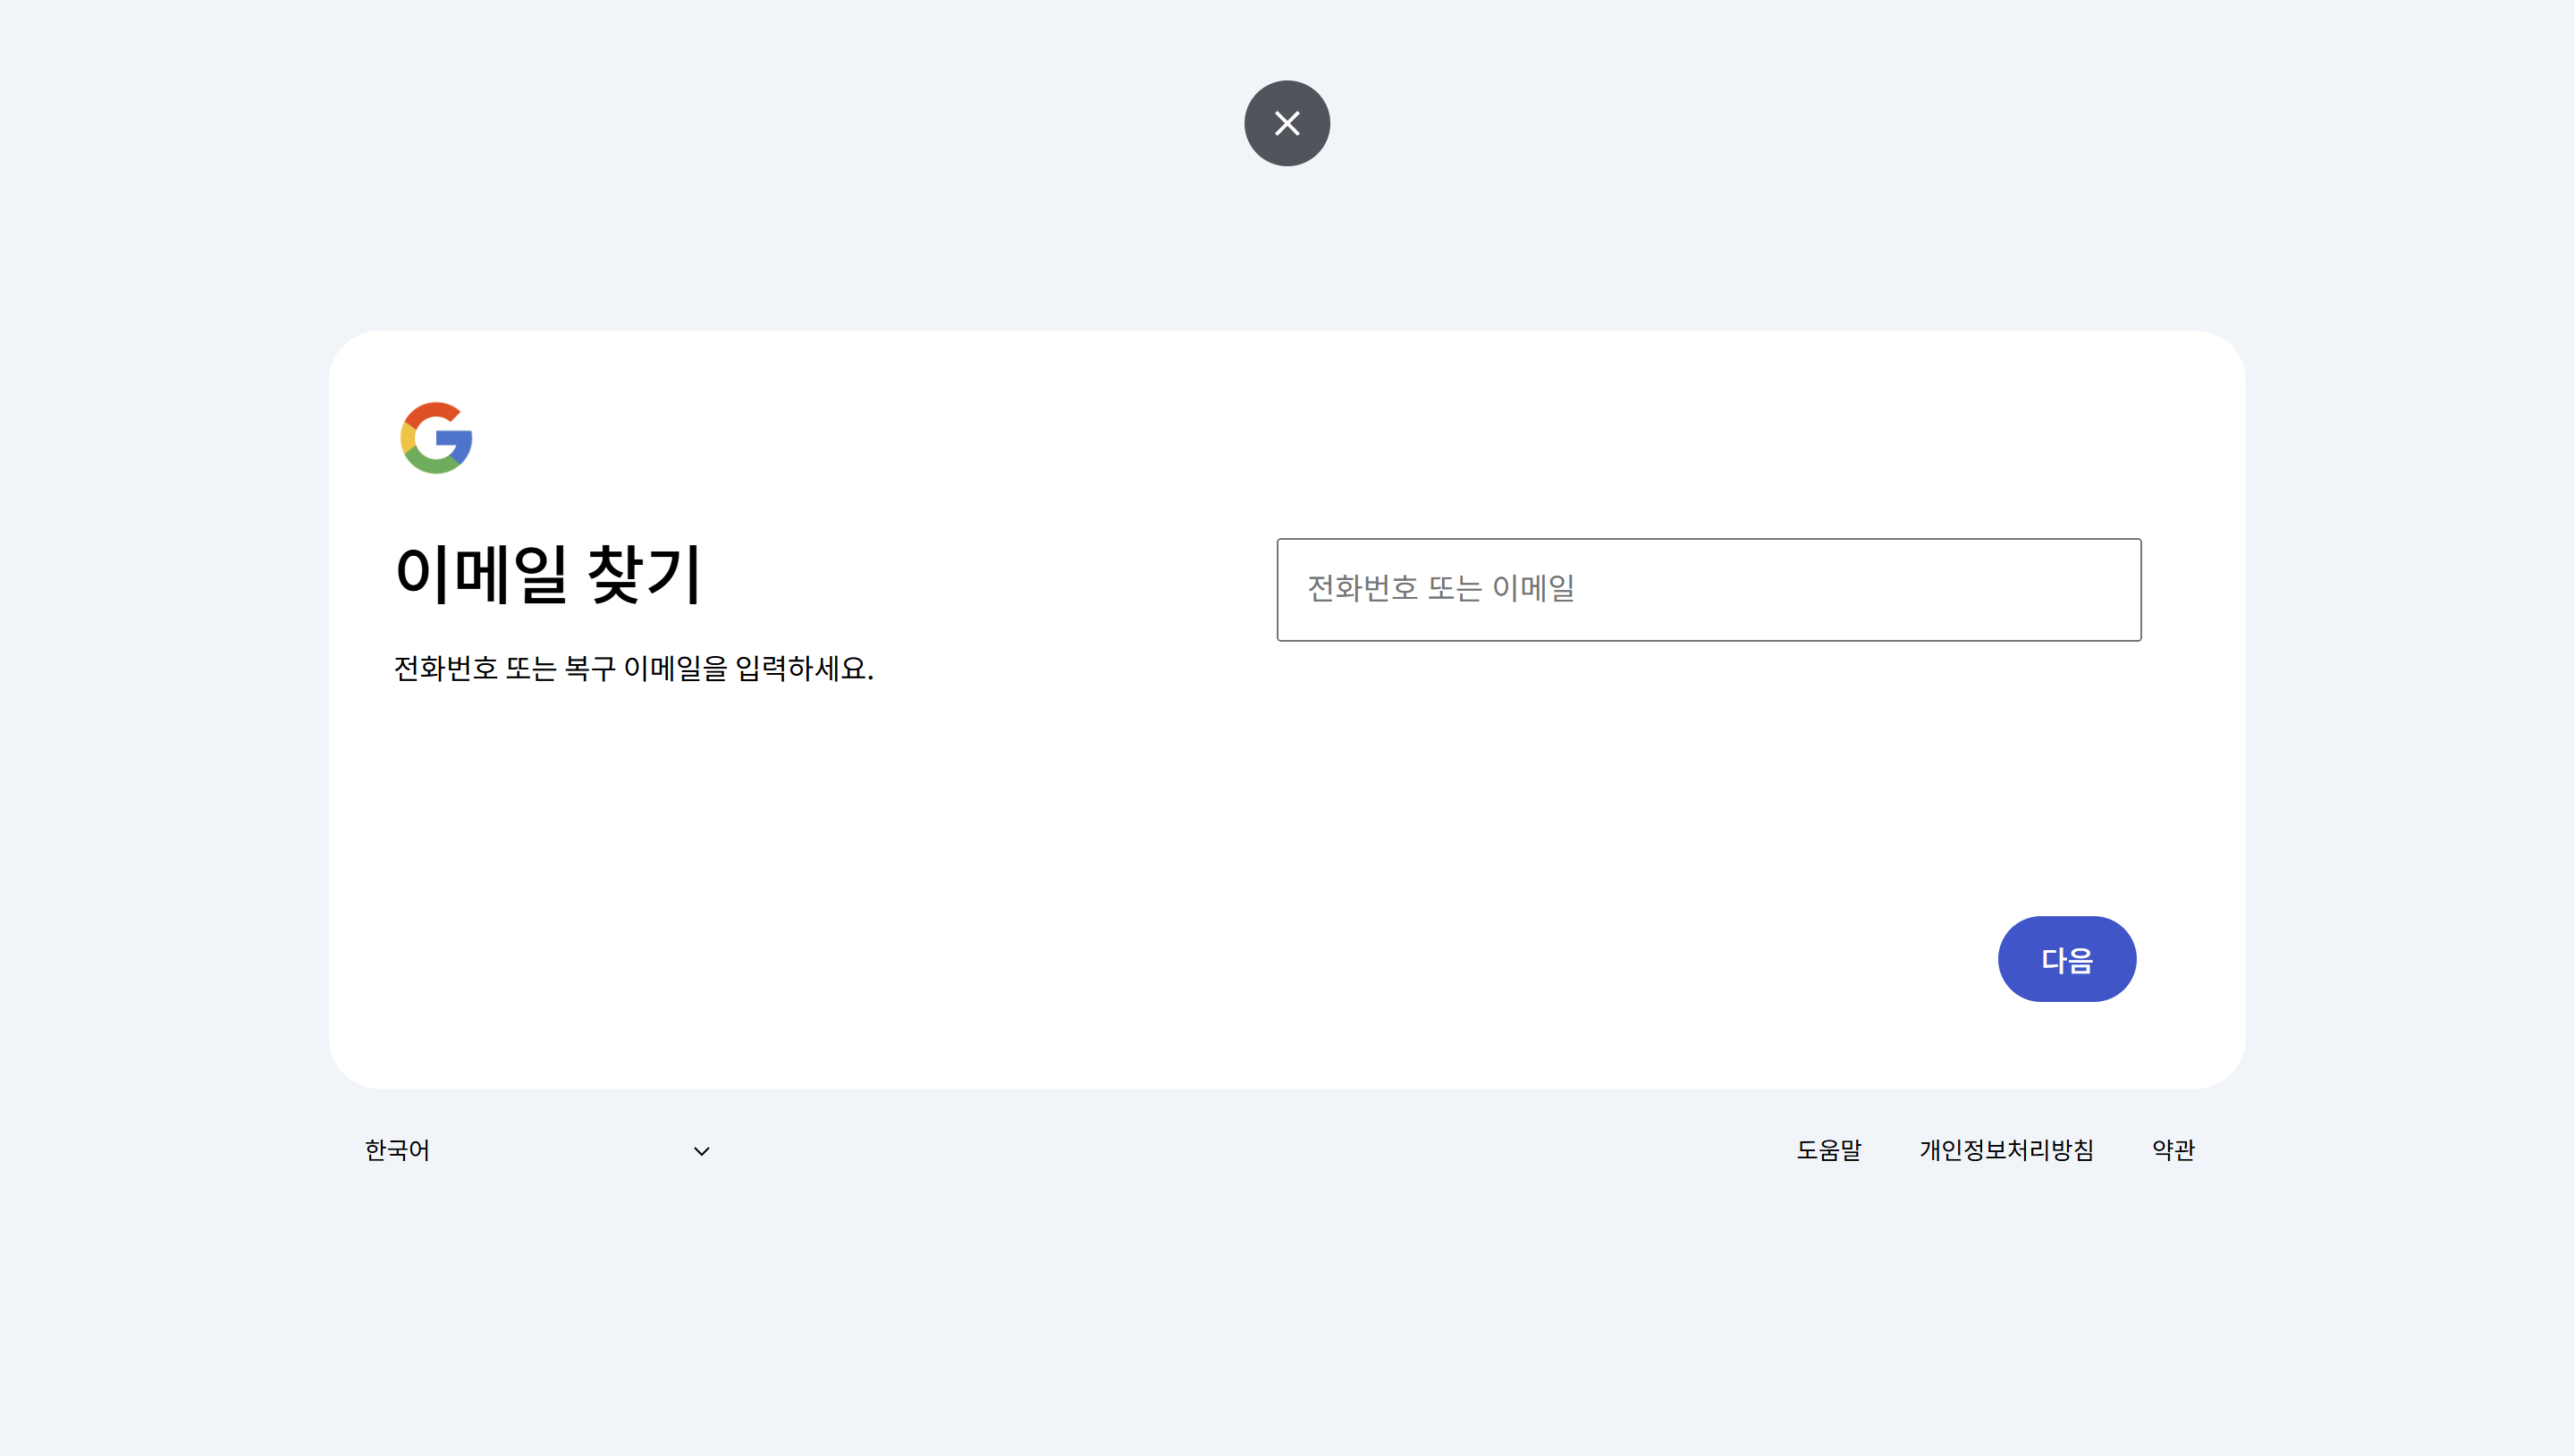 이메일 찾기
전화번호 또는 복구 이메일을 입력하세요.
전화번호 또는 이메일
다음
한국어
도움말 개인정보처리방침 약관